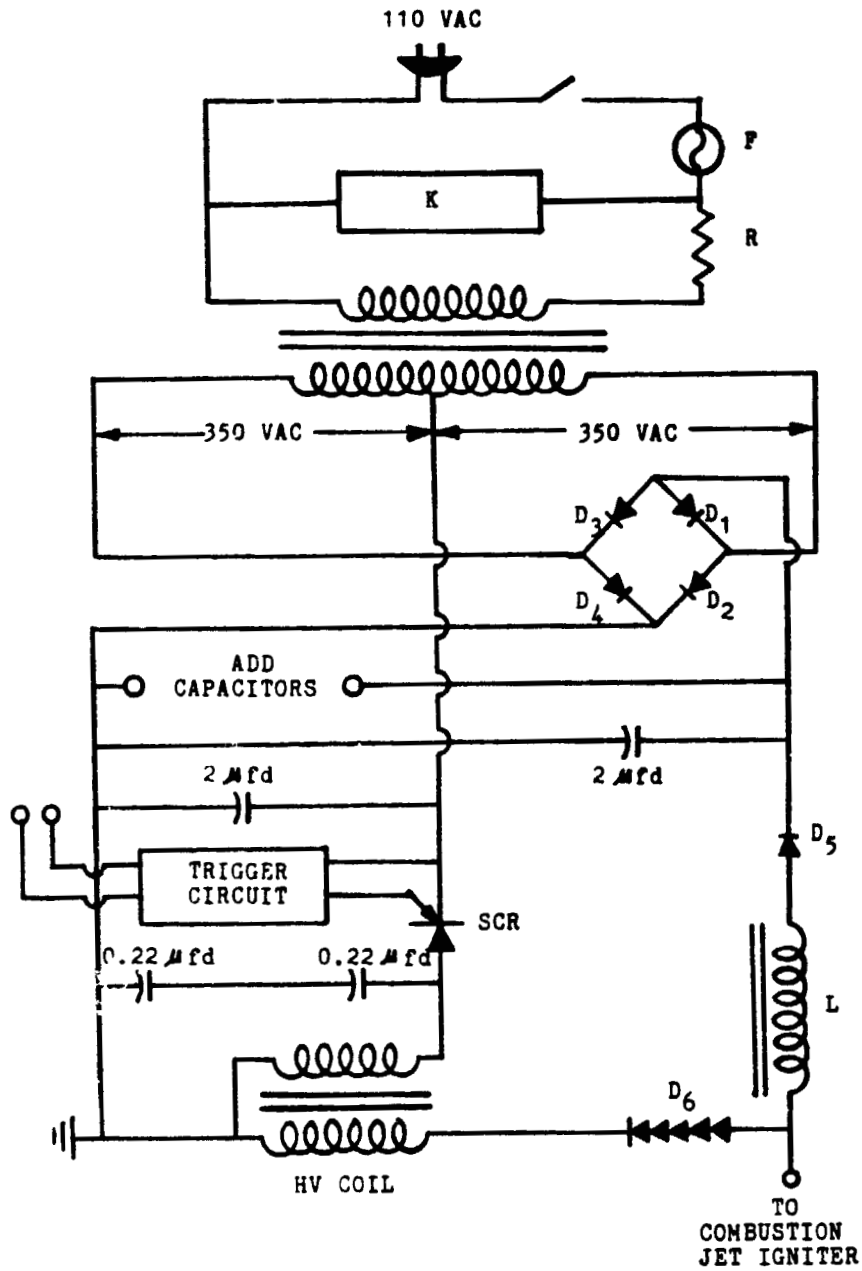 110 VAC
F
K
R
350 VAC
350 VAC
D3
D1
D4
D2
ADD
CAPACITORS
2 µfd
2 µfd
D5
TRIGGER
CIRCUIT
SCR
0.22 µfd
0.22 µfd
L
D6
HV COIL
TO
COMBUSTION
JET IGNITER